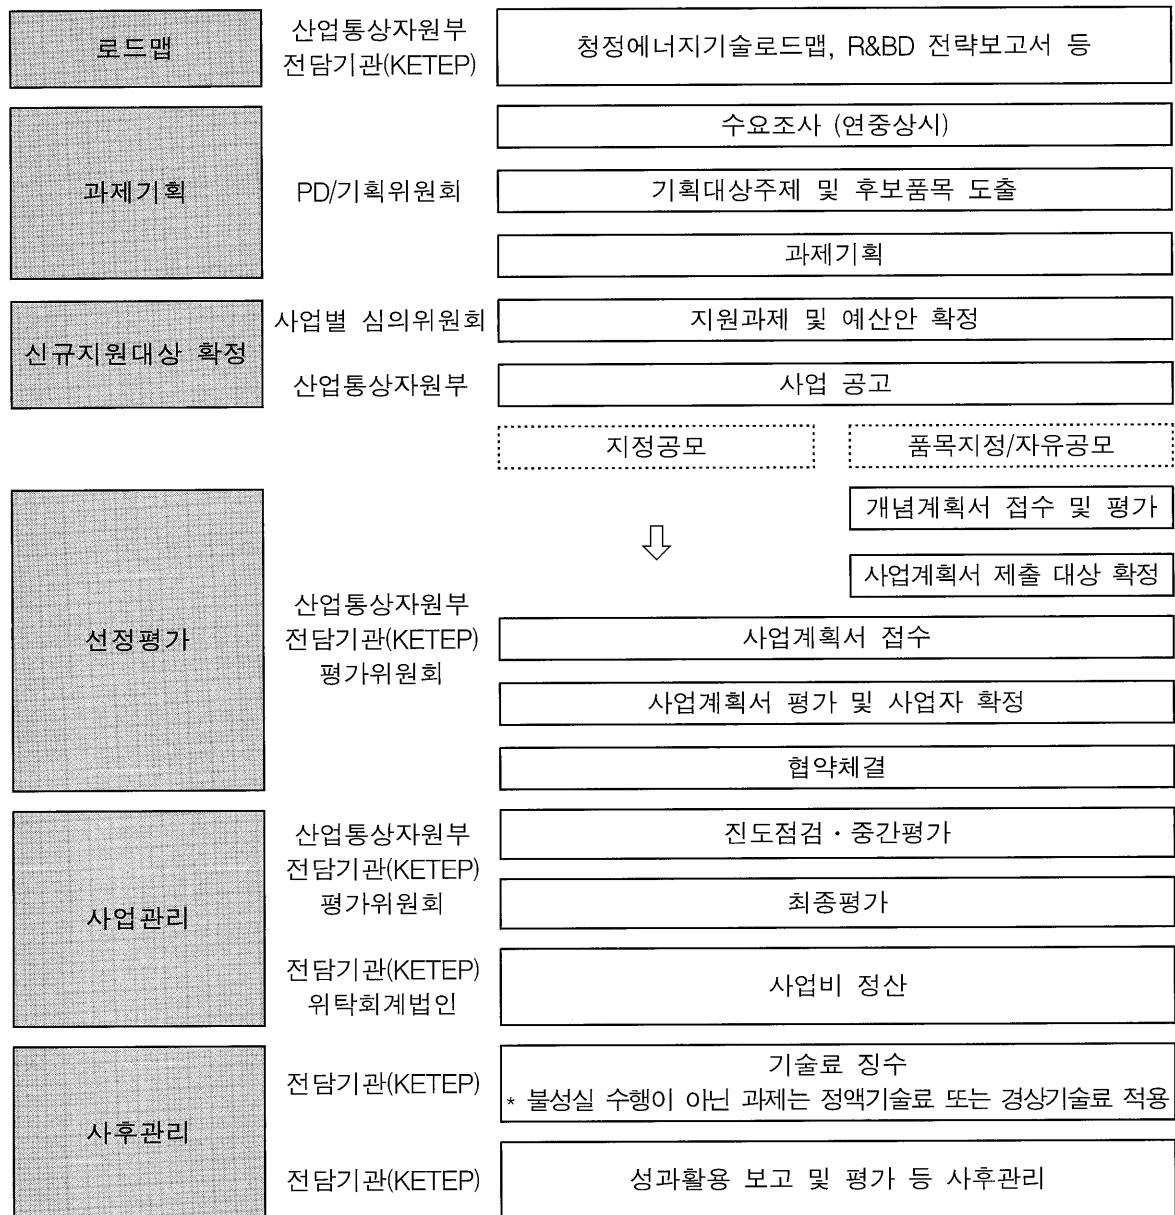 로드맵
산업통상자원부
전담기관(KETEP)
청정에너지기술로드맵, R&BD 전략보고서 등
과제기획
PD/기획위원회
수요조사 (연중상시)
기획대상주제 및 후보품목 도출
과제기획
신규지원대상 확정
사업별 심의위원회
지원과제 및 예산안 확정
산업통상자원부
사업 공고
지정공모
품목지정/자유공모
선정평가
산업통상자원부
전담기관(KETEP)
평가위원회
개념계획서 접수 및 평가
사업계획서 제출 대상 확정
사업계획서 접수
사업계획서 평가 및 사업자 확정
협약체결
사업관리
산업통상자원부
전담기관(KETEP)
평가위원회
진도점검·중간평가
최종평가
전담기관(KETEP)
위탁회계법인
사업비 정산
사후관리
전담기관(KETEP)
기술료 징수
* 불성실 수행이 아닌 과제는 정액기술료 또는 경상기술료 적용
전담기관(KETEP)
성과활용 보고 및 평가 등 사후관리